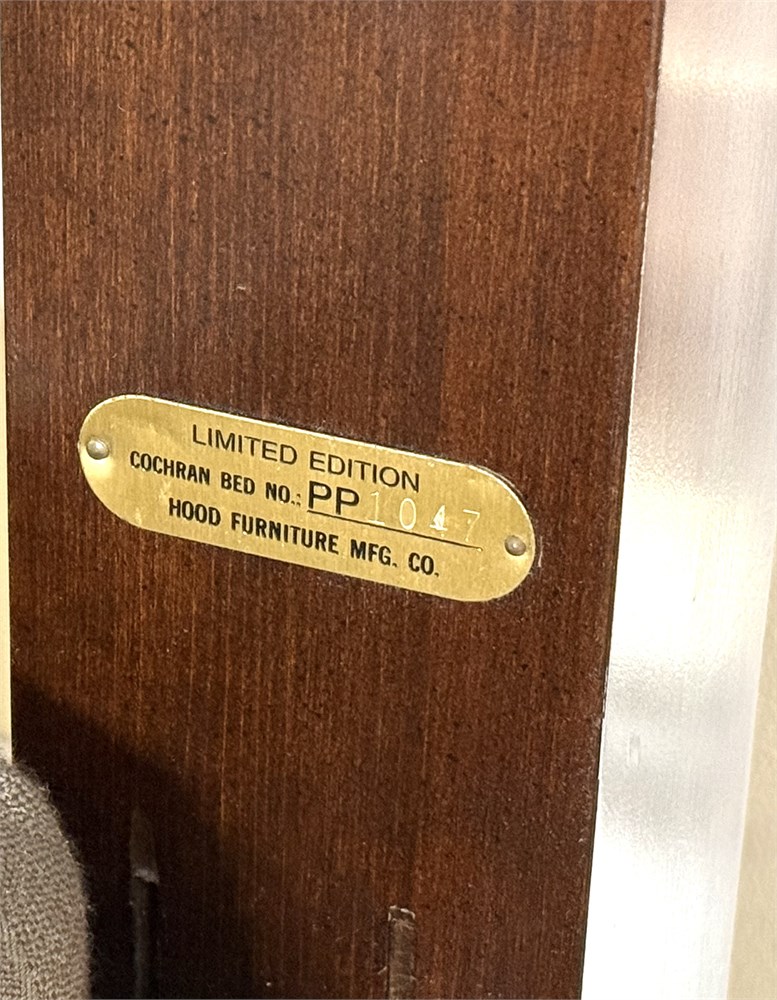 LIMITED EDITION
COCHRAN BED NO.: PP1047
HOOD FURNITURE MFG. CO.